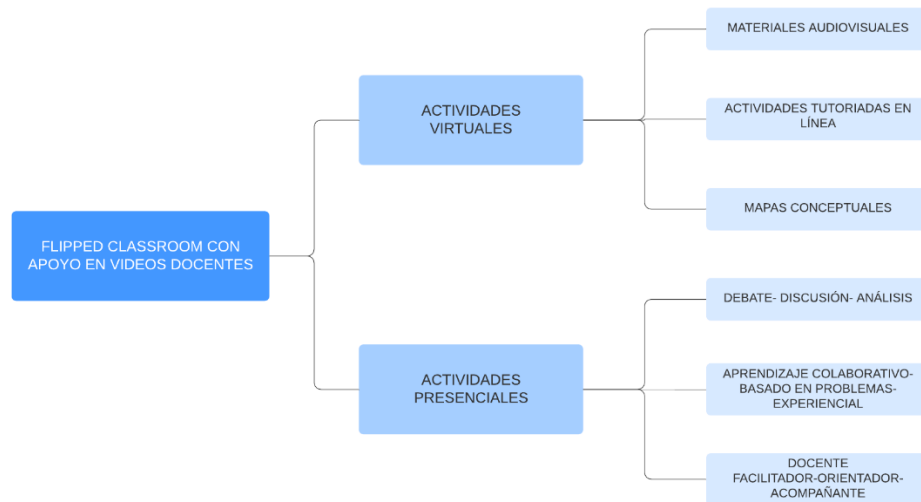 FLIPPED CLASSROOM CON
APOYO EN VIDEOS DOCENTES
ACTIVIDADES
VIRTUALES
MATERIALES AUDIOVISUALES
ACTIVIDADES TUTORIADAS EN
LÍNEA
MAPAS CONCEPTUALES
ACTIVIDADES
PRESENCIALES
DEBATE- DISCUSIÓN- ANÁLISIS
APRENDIZAJE COLABORATIVO-
BASADO EN PROBLEMAS-
EXPERIENCIAL
DOCENTE
FACILITADOR-ORIENTADOR-
ACOMPAÑANTE